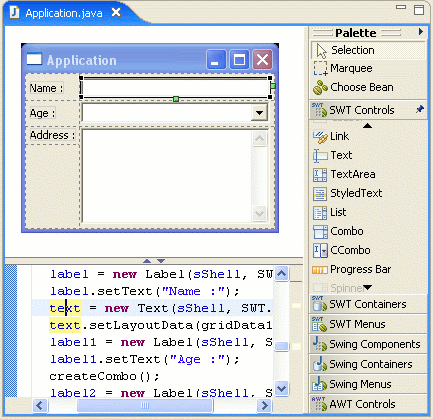 Application.java
Application
Name :
Age :
Address :
label = new Label(sShell, SW
label.setText("Name :");
text = new Text(sShell, SWT.
text.setLayoutData(gridData1
label1 = new Label(sShell, S
label1.setText("Age :");
createCombo();
label2 = new Label(sShell, S
Palette
Selection
Marquee
Choose Bean
SWT Controls
Link
Text
TextArea
StyledText
List
Combo
CCombo
Progress Bar
Spinner
SWT Containers
SWT Menus
Swing Components
Swing Containers
Swing Menus
AWT Controls